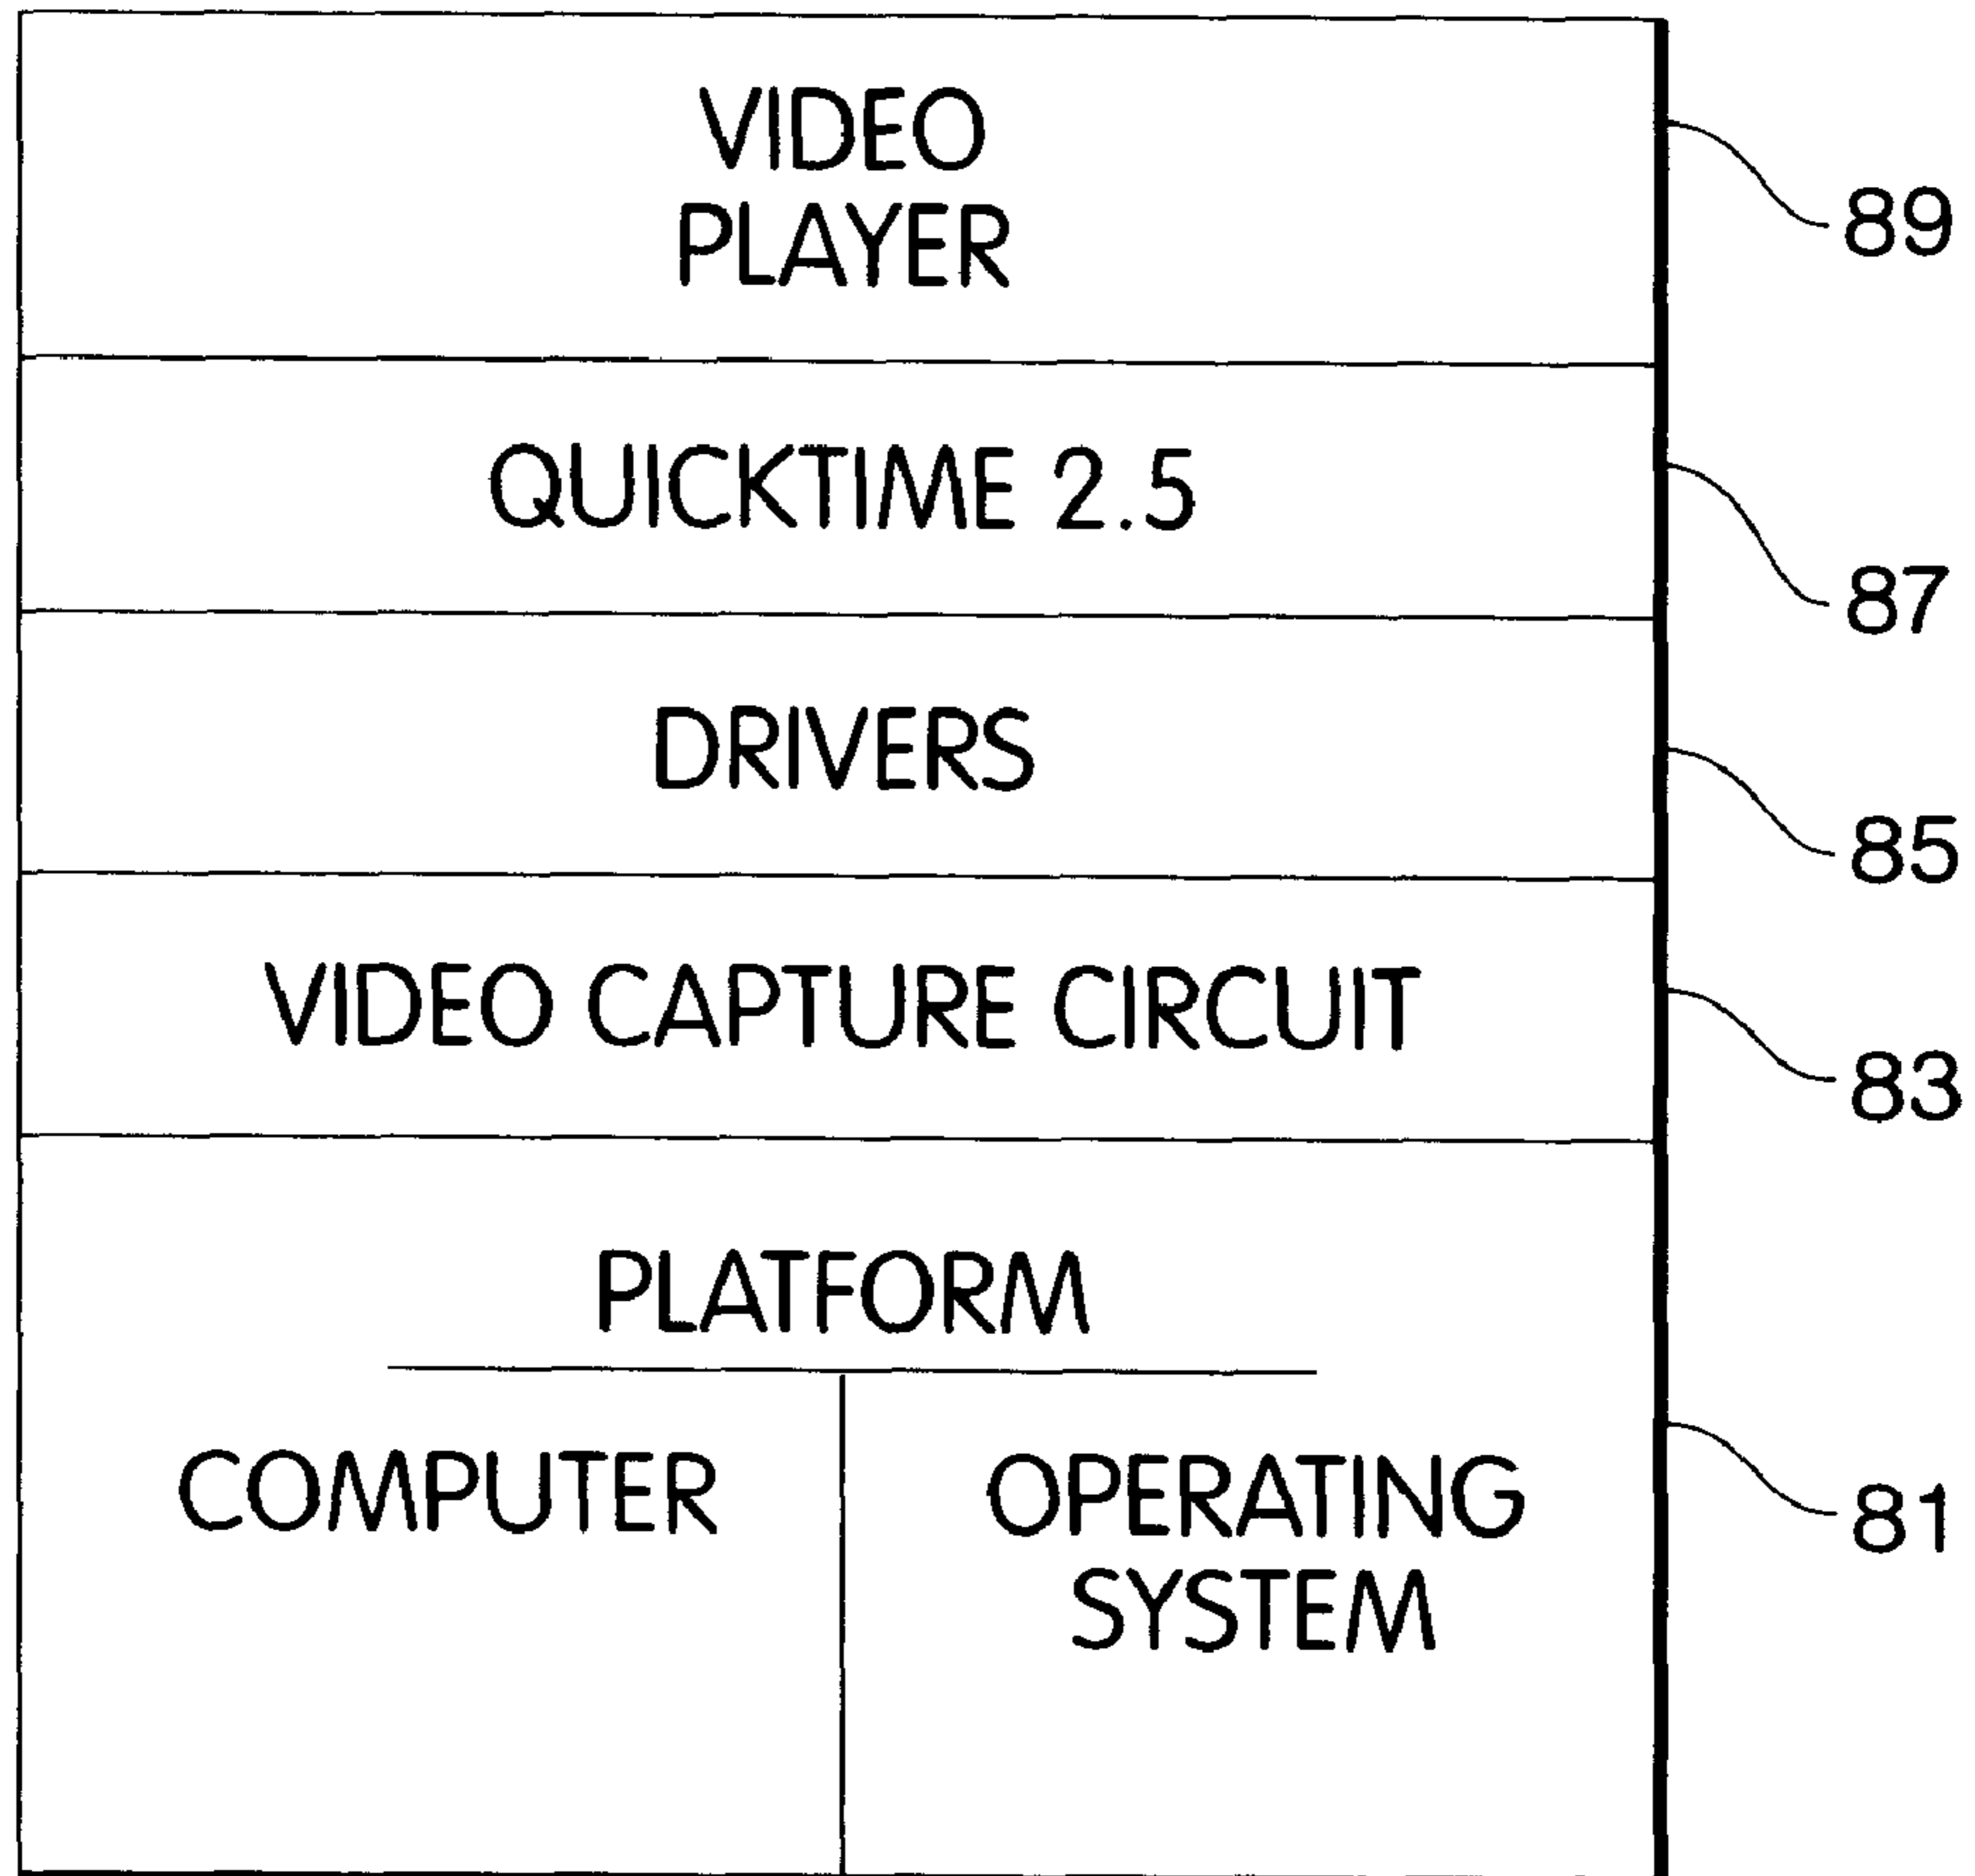 VIDEO
PLAYER
89
QUICKTIME 2.5
87
DRIVERS
85
VIDEO CAPTURE CIRCUIT
83
PLATFORM
COMPUTER
OPERATING
SYSTEM
81